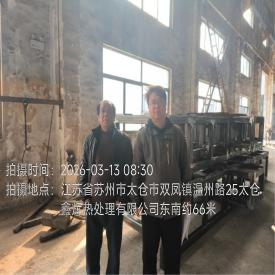 拍摄时间：2026-03-13 08:30
拍摄地点：江苏省苏州市太仓市双凤镇温州路25太仓
鑫辉热处理有限公司东南约66米